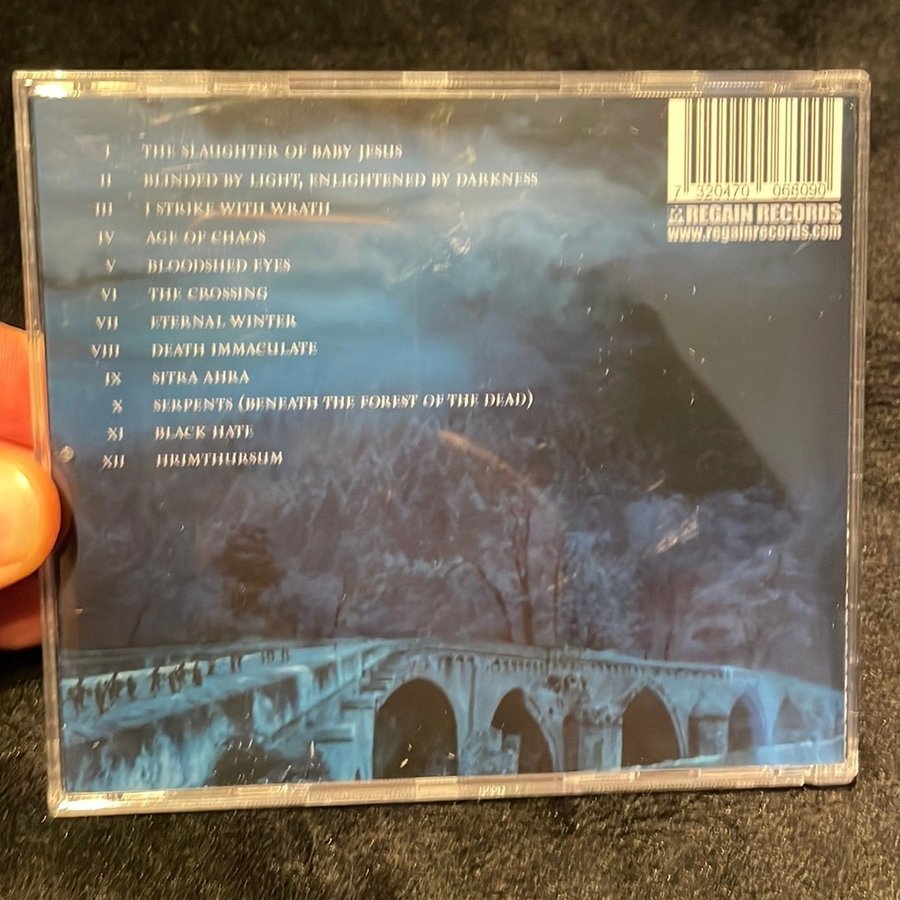 I THE SLAUGHTER OF BABY JESUS
II BLINDED BY LIGHT, ENLIGHTENED BY DARKNESS
III I STRIKE WITH WRATH
IV AGE OF CHAOS
V BLOODSHED EYES
VI THE CROSSING
VII ETERNAL WINTER
VIII DEATH IMMACULATE
IX SITRA AHRA
X SERPENTS (BENEATH THE FOREST OF THE DEAD)
XI BLACK HATE
XII HRIMTHURSUM
7 320470 068090
REGAIN RECORDS
www.regainrecords.com